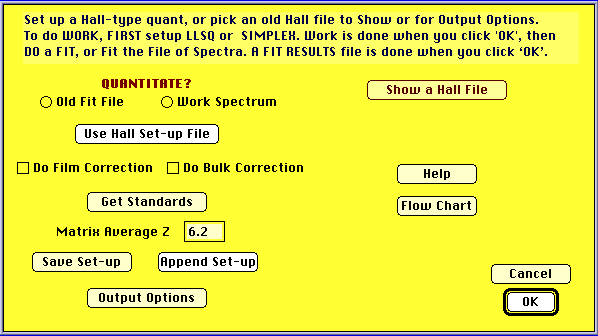 Set up a Hall-type quant, or pick an old Hall file to Show or for Output Options.
To do WORK, FIRST setup LLSQ or SIMPLEX. Work is done when you click 'OK', then
DO a FIT, or Fit the File of Spectra. A FIT RESULTS file is done when you click ‘OK’.
QUANTITATE?
Show a Hall File
Old Fit File
Work Spectrum
Use Hall Set-up File
Do Film Correction
Do Bulk Correction
Help
Get Standards
Flow Chart
Matrix Average Z 6.2
Save Set-up
Append Set-up
Cancel
Output Options
OK